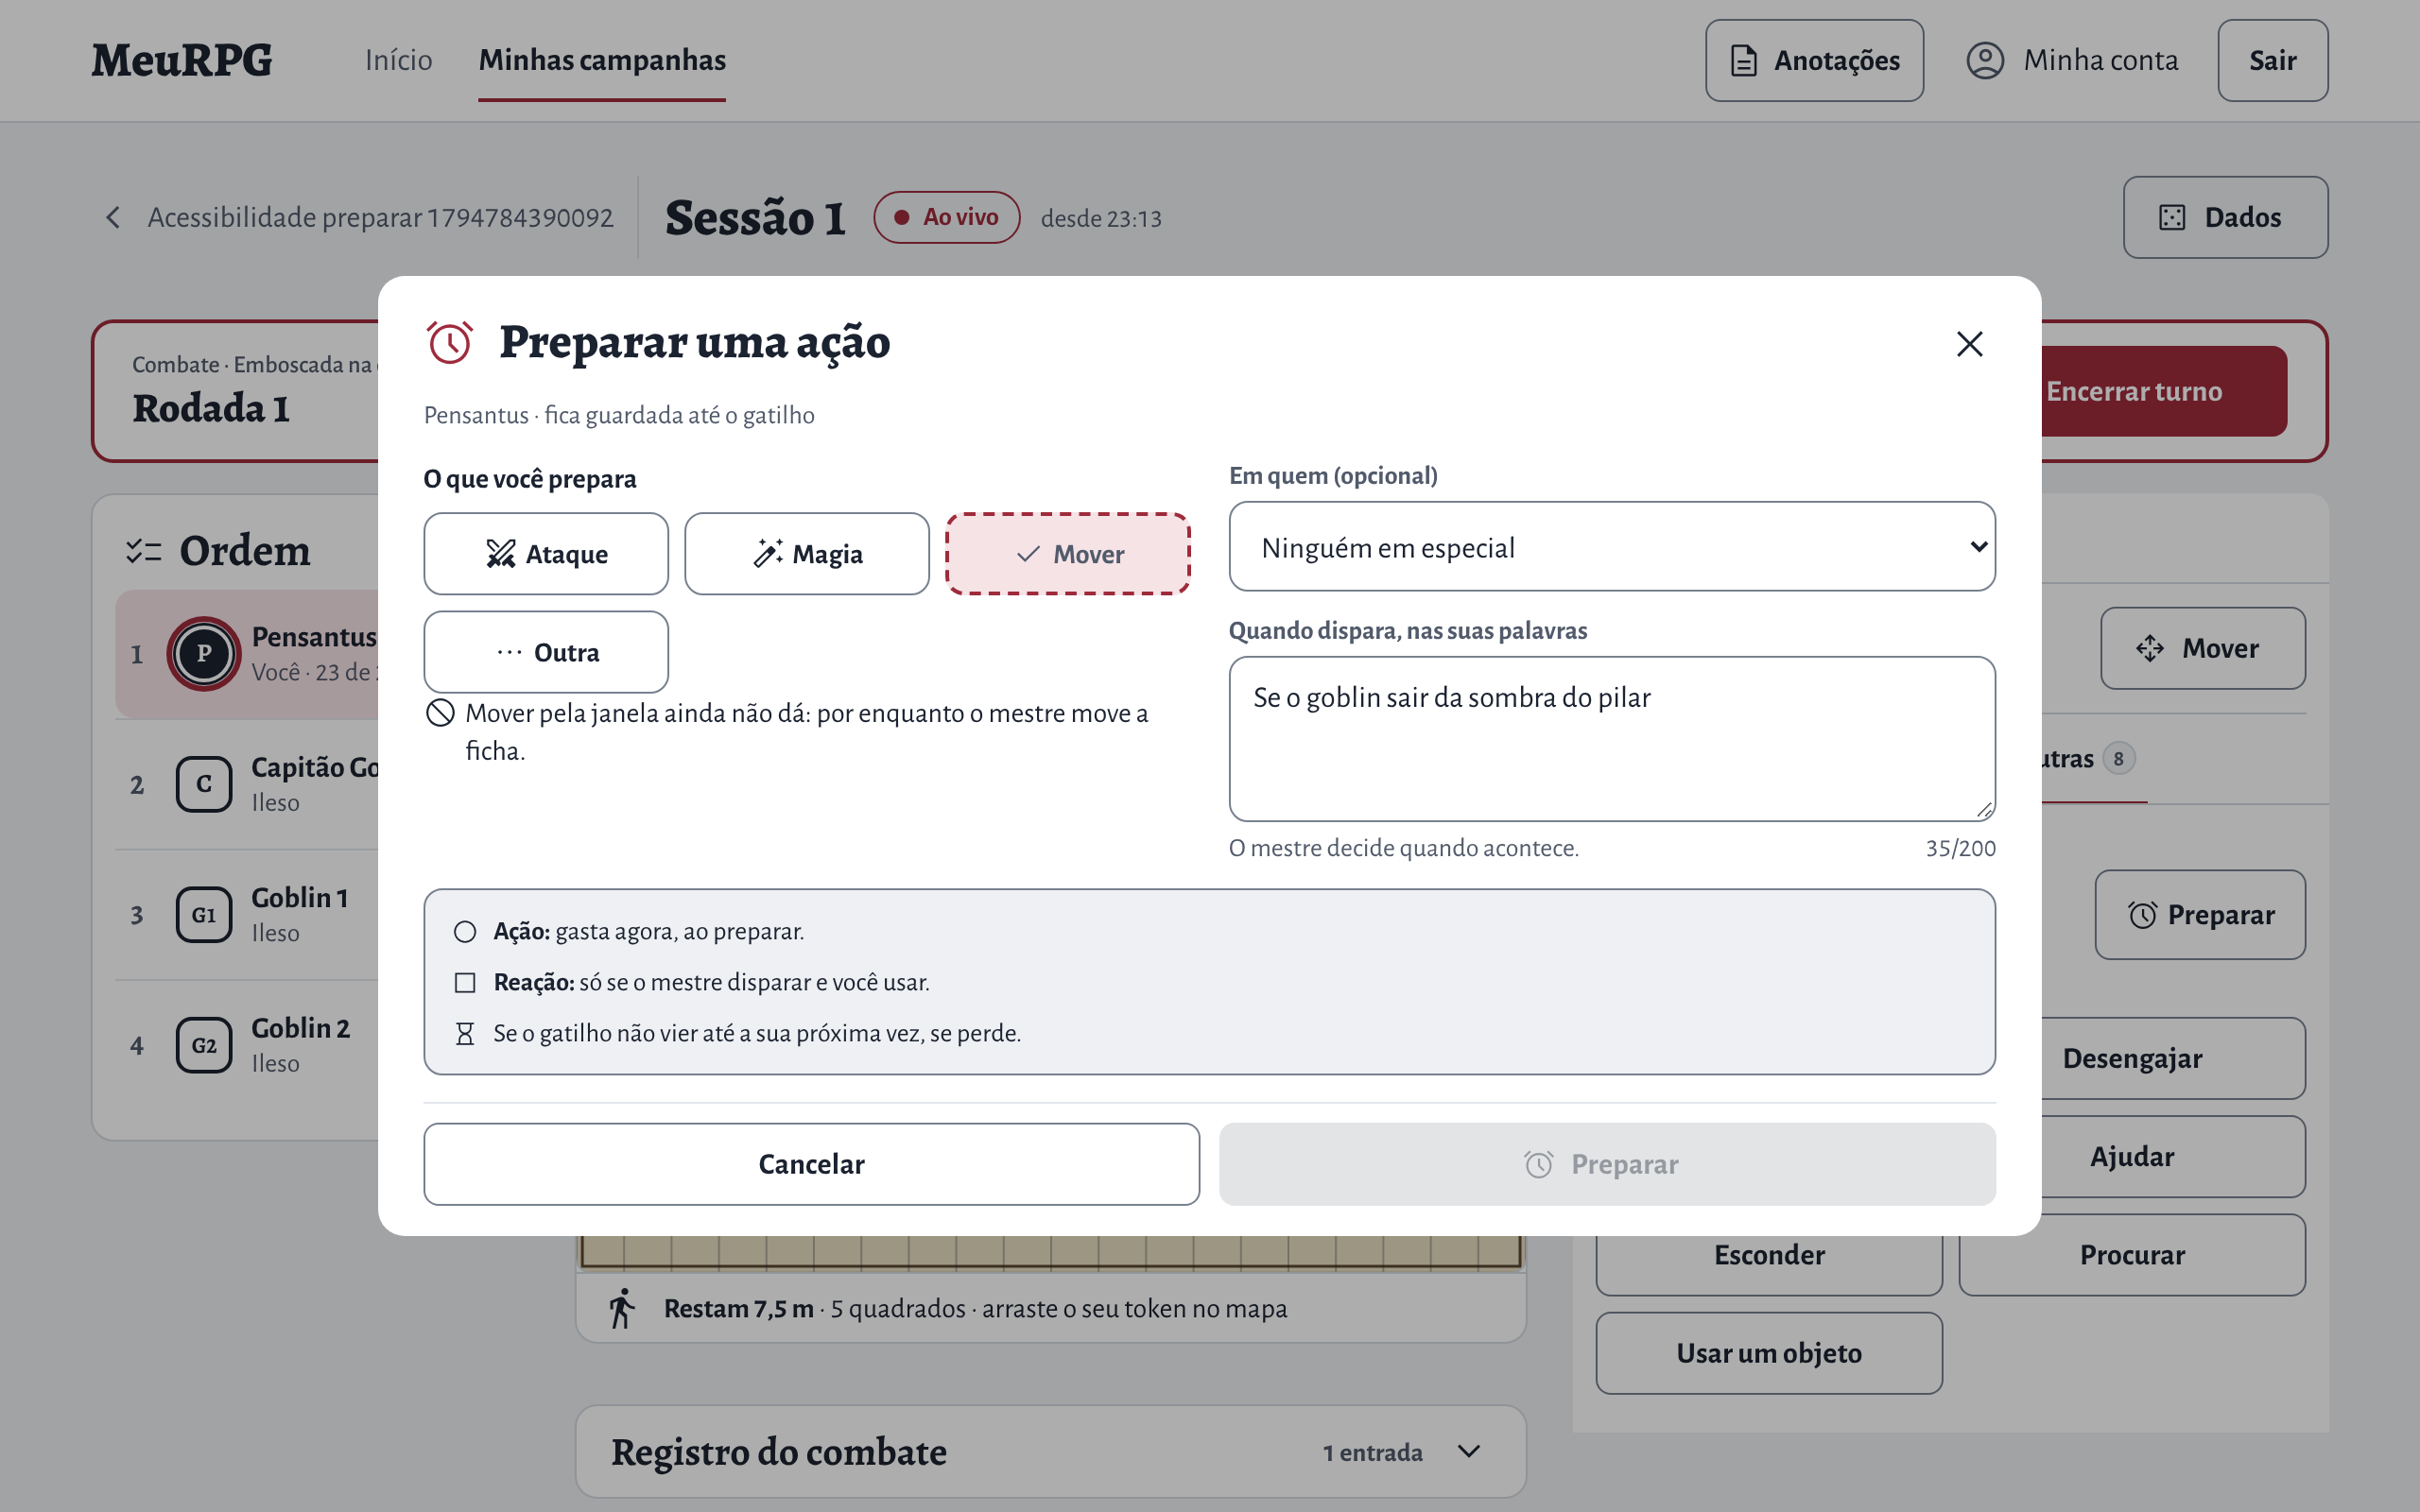 MeuRPG
Início
Minhas campanhas
Anotações
Minha conta
Sair
Acessibilidade preparar 1794784390092
Sessão 1
Ao vivo
desde 23:13
Dados
Combate · Emboscada na
Rodada 1
Encerrar turno
Ordem
1
P
Pensantus
Você · 23 de
2
C
Capitão Go
Ileso
3
G1
Goblin 1
Ileso
4
G2
Goblin 2
Ileso
Preparar uma ação
Pensantus · fica guardada até o gatilho
O que você prepara
Ataque
Magia
Mover
Outra
Mover pela janela ainda não dá: por enquanto o mestre move a
ficha.
Em quem (opcional)
Ninguém em especial
Quando dispara, nas suas palavras
Se o goblin sair da sombra do pilar
O mestre decide quando acontece.
35/200
Ação: gasta agora, ao preparar.
Reação: só se o mestre disparar e você usar.
Se o gatilho não vier até a sua próxima vez, se perde.
Cancelar
Preparar
Mover
utras
8
Preparar
Desengajar
Ajudar
Esconder
Procurar
Usar um objeto
Restam 7,5 m · 5 quadrados · arraste o seu token no mapa
Registro do combate
1 entrada